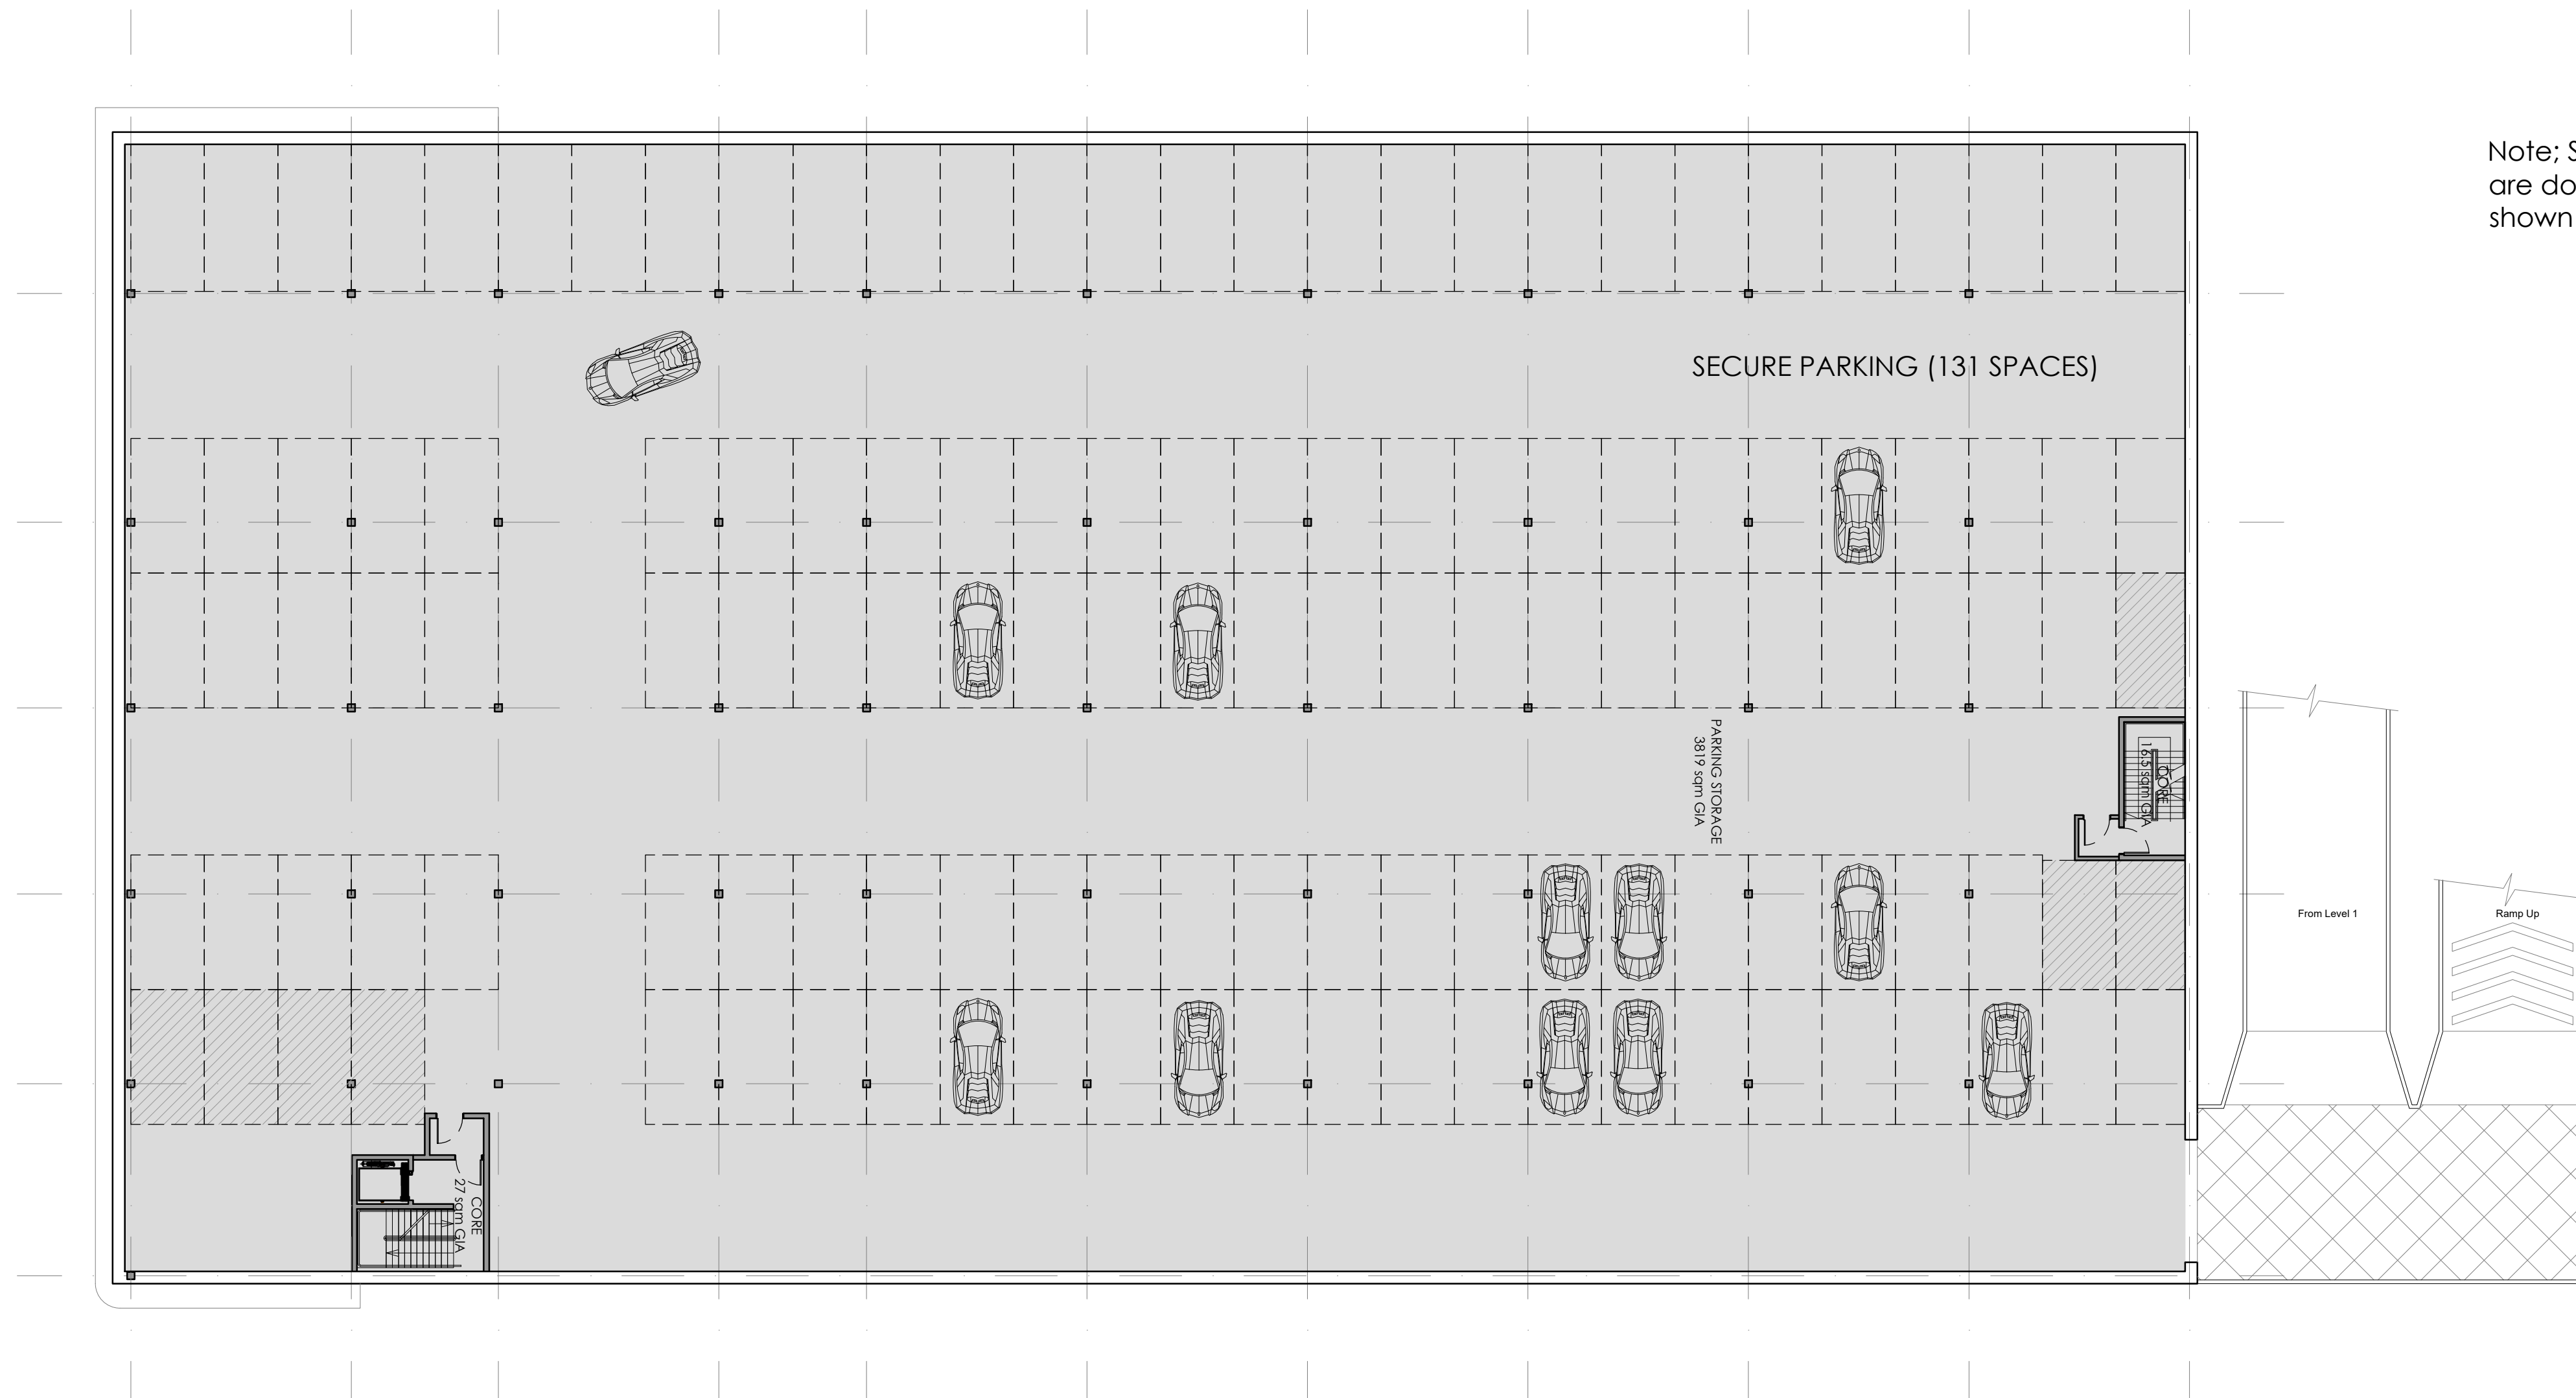 Note; S
are do
shown
SECURE PARKING (131 SPACES)
PARKING STORAGE
3819 sqm GIA
CORE
16.5 sqm GIA
From Level 1
Ramp Up
CORE
27 sqm GIA